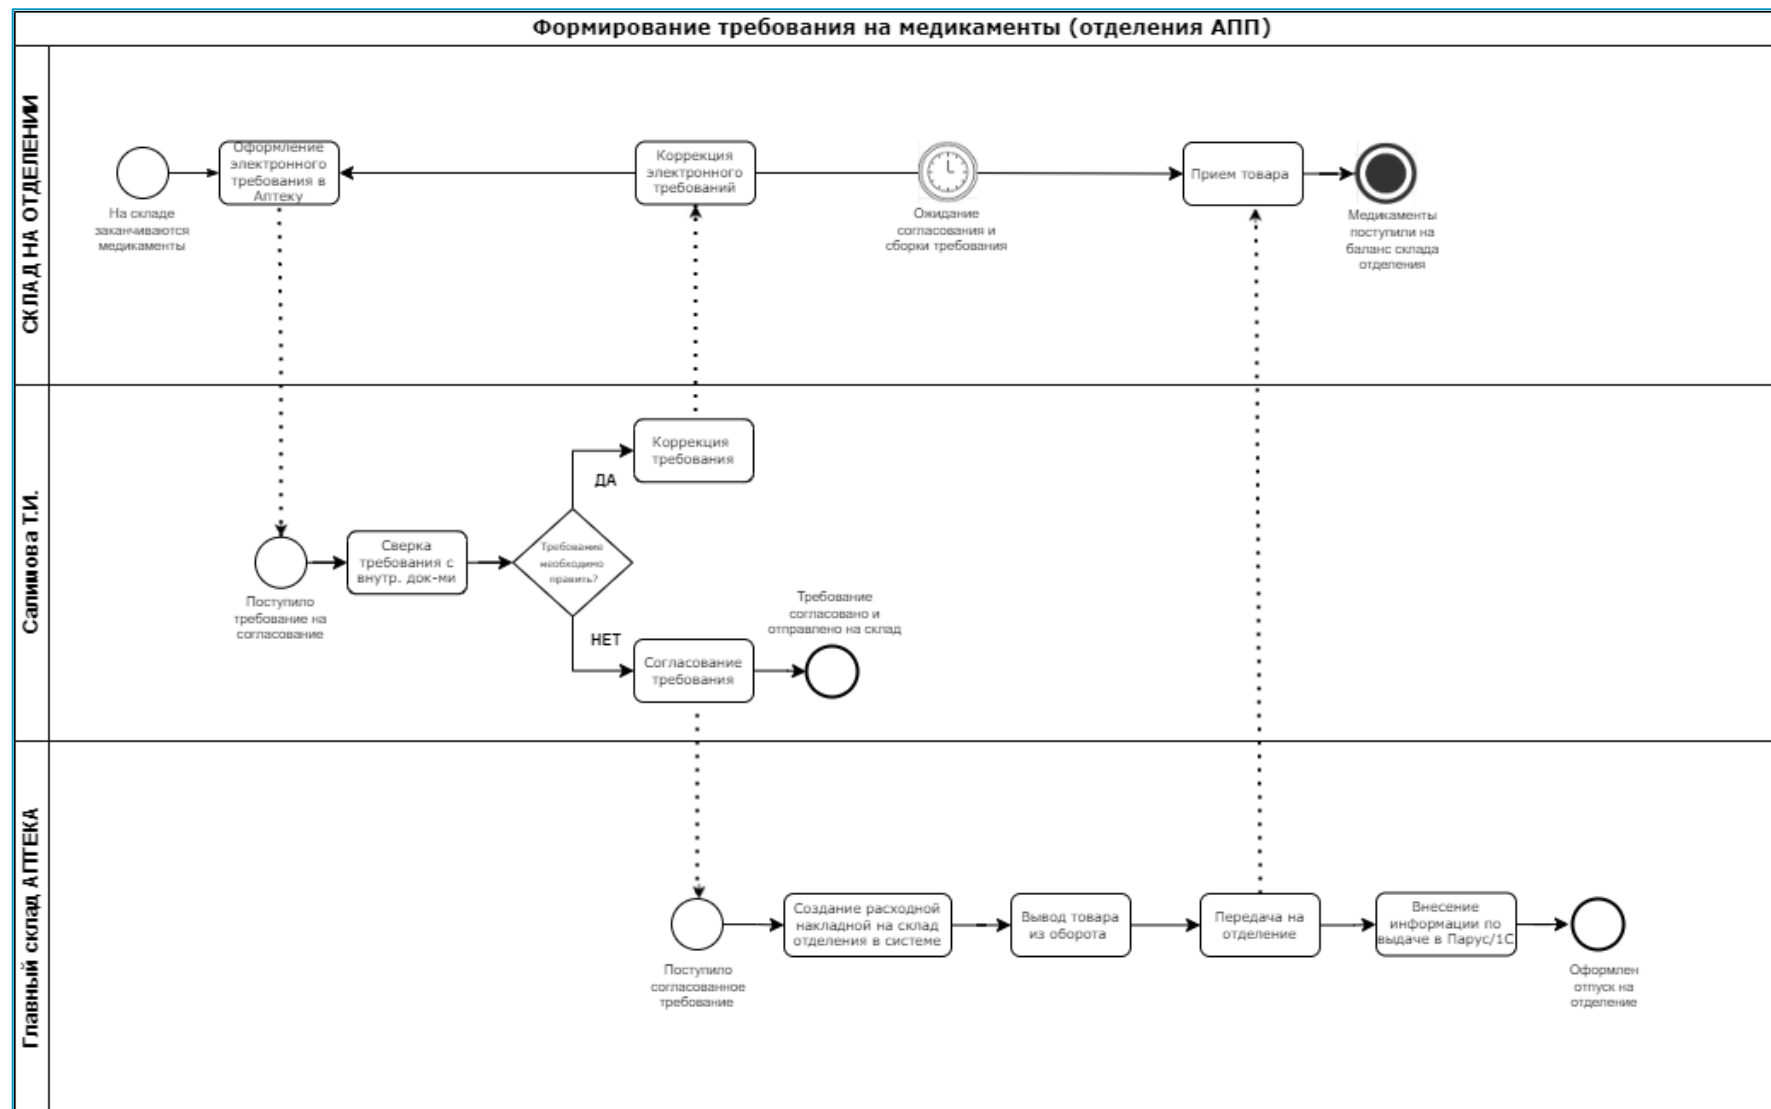 Формирование требования на медикаменты (отделения АПП)
СКЛАД НА ОТДЕЛЕНИИ
На складе
заканчиваются
медикаменты
Оформление
электронного
требования в
Аптеку
Коррекция
электронного
требований
Ожидание
согласования и
сборки требования
Прием товара
Медикаменты
поступили на
баланс склада
отделения
Салимова Т.И.
Поступило
требование на
согласование
Сверка
требования с
внутр. док-ми
Требование
необходимо
править?
ДА
Коррекция
требования
НЕТ
Согласование
требования
Требование
согласовано и
отправлено на склад
Главный склад АПТЕКА
Поступило
согласованное
требование
Создание расходной
накладной на склад
отделения в системе
Вывод товара
из оборота
Передача на
отделение
Внесение
информации по
выдаче в Парус/1С
Оформлен
отпуск на
отделение